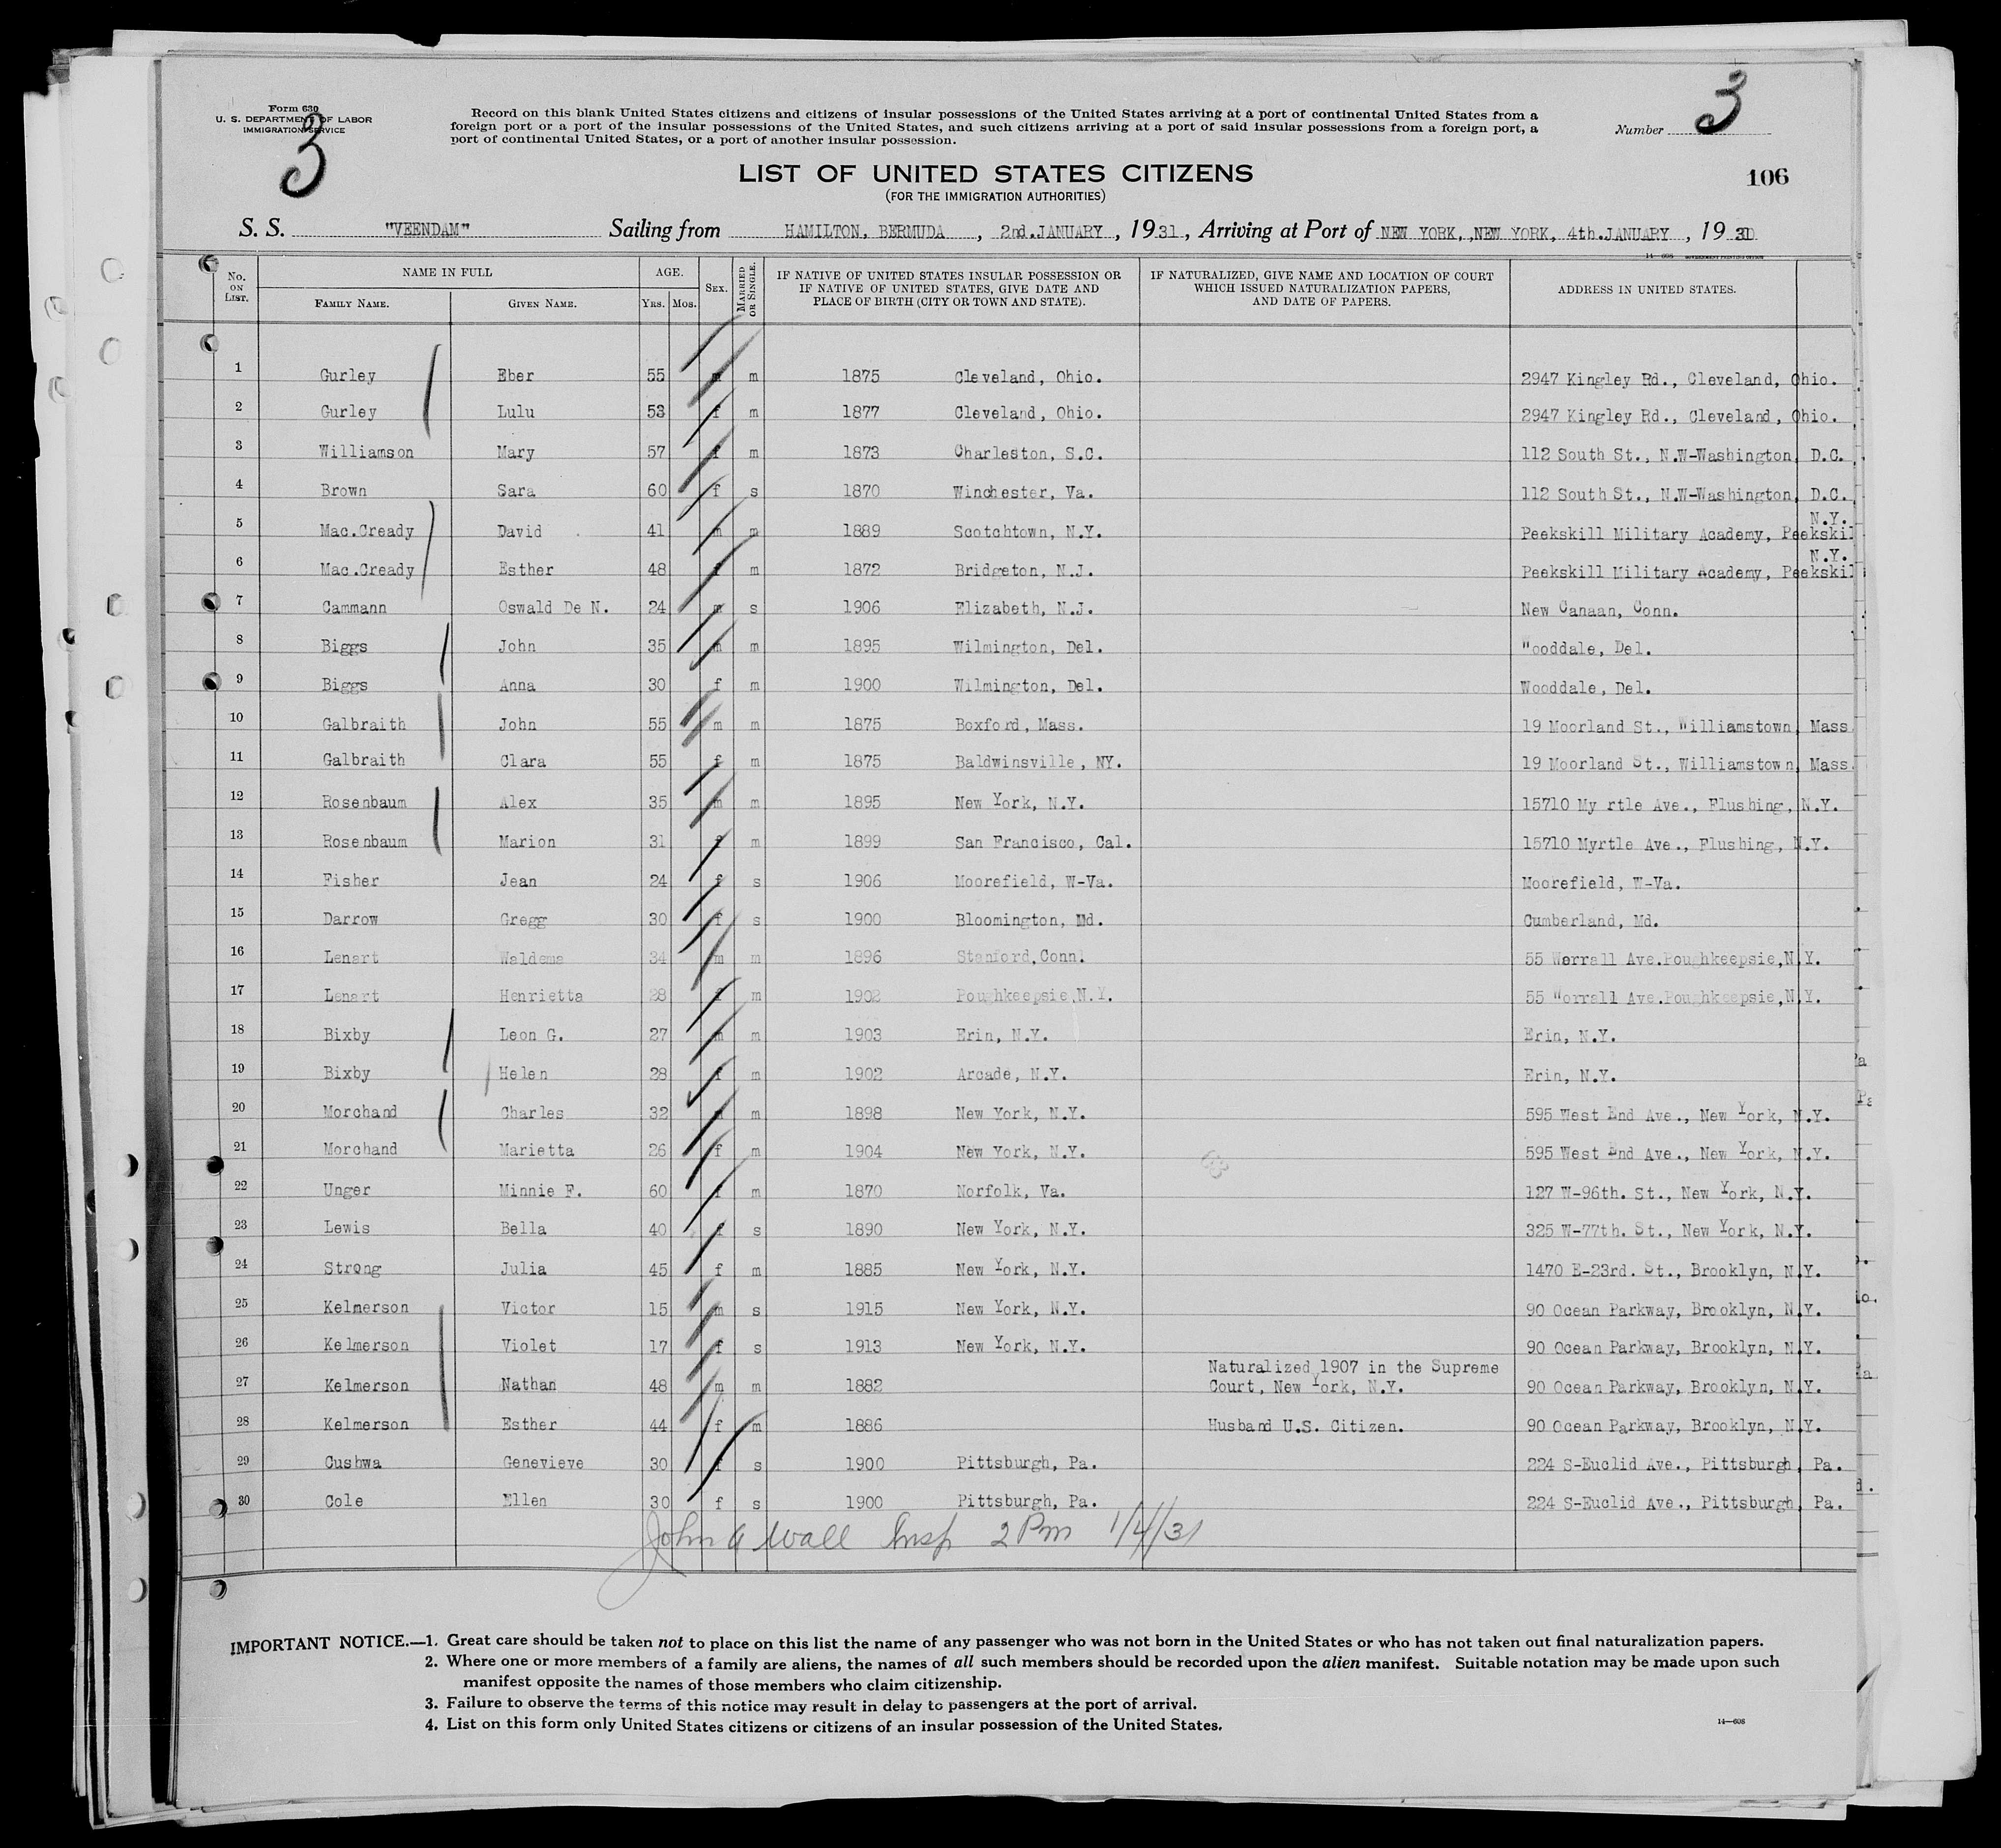 Form 630
U. S. DEPARTMENT OF LABOR
IMMIGRATION SERVICE
3
Record on this blank United States citizens and citizens of insular possessions of the United States arriving at a port of continental United States from a
foreign port or a port of the insular possessions of the United States, and such citizens arriving at a port of said insular possessions from a foreign port, a
port of continental United States, or a port of another insular possession.
Number 3
LIST OF UNITED STATES CITIZENS
(FOR THE IMMIGRATION AUTHORITIES)
106
S. S. "VEENDAM" Sailing from HAMILTON, BERMUDA, 2nd.JANUARY, 1931, Arriving at Port of NEW YORK, NEW YORK, 4th.JANUARY, 19
14—608 GOVERNMENT PRINTING OFFICE
No. ON LIST. NAME IN FULL FAMILY NAME. GIVEN NAME. AGE. YRS. MOS. SEX. MARRIED OR SINGLE. IF NATIVE OF UNITED STATES INSULAR POSSESSION OR IF NATIVE OF UNITED STATES, GIVE DATE AND PLACE OF BIRTH (CITY OR TOWN AND STATE). IF NATURALIZED, GIVE NAME AND LOCATION OF COURT WHICH ISSUED NATURALIZATION PAPERS, AND DATE OF PAPERS. ADDRESS IN UNITED STATES.
1 Gurley Eber 55 m m 1875 Cleveland, Ohio. 2947 Kingley Rd., Cleveland, Ohio.
2 Gurley Lulu 53 f m 1877 Cleveland, Ohio. 2947 Kingley Rd., Cleveland, Ohio.
3 Williamson Mary 57 f m 1873 Charleston, S.C. 112 South St., N.W-Washington, D.C.
4 Brown Sara 60 f s 1870 Winchester, Va. 112 South St., N.W-Washington, D.C.
5 Mac.Cready David 41 m m 1889 Scotchtown, N.Y. Peekskill Military Academy, Peekskil N.Y.
6 Mac.Cready Esther 48 f m 1872 Bridgeton, N.J. Peekskill Military Academy, Peekskil N.Y.
7 Cammann Oswald De N. 24 m s 1906 Elizabeth, N.J. New Canaan, Conn.
8 Biggs John 35 m m 1895 Wilmington, Del. Wooddale, Del.
9 Biggs Anna 30 f m 1900 Wilmington, Del. Wooddale, Del.
10 Galbraith John 55 m m 1875 Boxford, Mass. 19 Moorland St., Williamstown, Mass
11 Galbraith Clara 55 f m 1875 Baldwinsville, NY. 19 Moorland St., Williamstown, Mass.
12 Rosenbaum Alex 35 m m 1895 New York, N.Y. 15710 My rtle Ave., Flushing, N.Y.
13 Rosenbaum Marion 31 f m 1899 San Francisco, Cal. 15710 Myrtle Ave., Flushing, N.Y.
14 Fisher Jean 24 f s 1906 Moorefield, W-Va. Moorefield, W-Va.
15 Darrow Gregg 30 f s 1900 Bloomington, Md. Cumberland, Md.
16 Lenart Waldema 34 m m 1896 Stanford,Conn. 55 Worrall Ave.Poughkeepsie,N.Y.
17 Lenart Henrietta 28 f m 1902 Poughkeepsie,N.Y. 55 Worrall Ave.Poughkeepsie,N.Y.
18 Bixby Leon G. 27 m m 1903 Erin, N.Y. Erin, N.Y.
19 Bixby Helen 28 f m 1902 Arcade, N.Y. Erin, N.Y.
20 Morchand Charles 32 m m 1898 New York, N.Y. 595 West End Ave., New York, N.Y.
21 Morchand Marietta 26 f m 1904 New York, N.Y. 595 West End Ave., New York, N.Y.
22 Unger Minnie F. 60 f m 1870 Norfolk, Va. 127 W-96th. St., New York, N.Y.
23 Lewis Bella 40 f s 1890 New York, N.Y. 325 W-77th. St., New York, N.Y.
24 Strong Julia 45 f m 1885 New York, N.Y. 1470 E-23rd. St., Brooklyn, N.Y.
25 Kelmerson Victor 15 m s 1915 New York, N.Y. 90 Ocean Parkway, Brooklyn, N.Y.
26 Kelmerson Violet 17 f s 1913 New York, N.Y. 90 Ocean Parkway, Brooklyn, N.Y.
27 Kelmerson Nathan 48 m m 1882 Naturalized 1907 in the Supreme Court, New York, N.Y. 90 Ocean Parkway, Brooklyn, N.Y.
28 Kelmerson Esther 44 f m 1886 Husband U.S. Citizen. 90 Ocean Parkway, Brooklyn, N.Y.
29 Cushwa Genevieve 30 f s 1900 Pittsburgh, Pa. 224 S-Euclid Ave., Pittsburgh, Pa.
30 Cole Ellen 30 f s 1900 Pittsburgh, Pa. 224 S-Euclid Ave., Pittsburgh, Pa.
John A Wall Insp 2 Pm 1/4/31
IMPORTANT NOTICE.—1. Great care should be taken not to place on this list the name of any passenger who was not born in the United States or who has not taken out final naturalization papers.
2. Where one or more members of a family are aliens, the names of all such members should be recorded upon the alien manifest. Suitable notation may be made upon such
manifest opposite the names of those members who claim citizenship.
3. Failure to observe the terms of this notice may result in delay to passengers at the port of arrival.
4. List on this form only United States citizens or citizens of an insular possession of the United States.
14—608